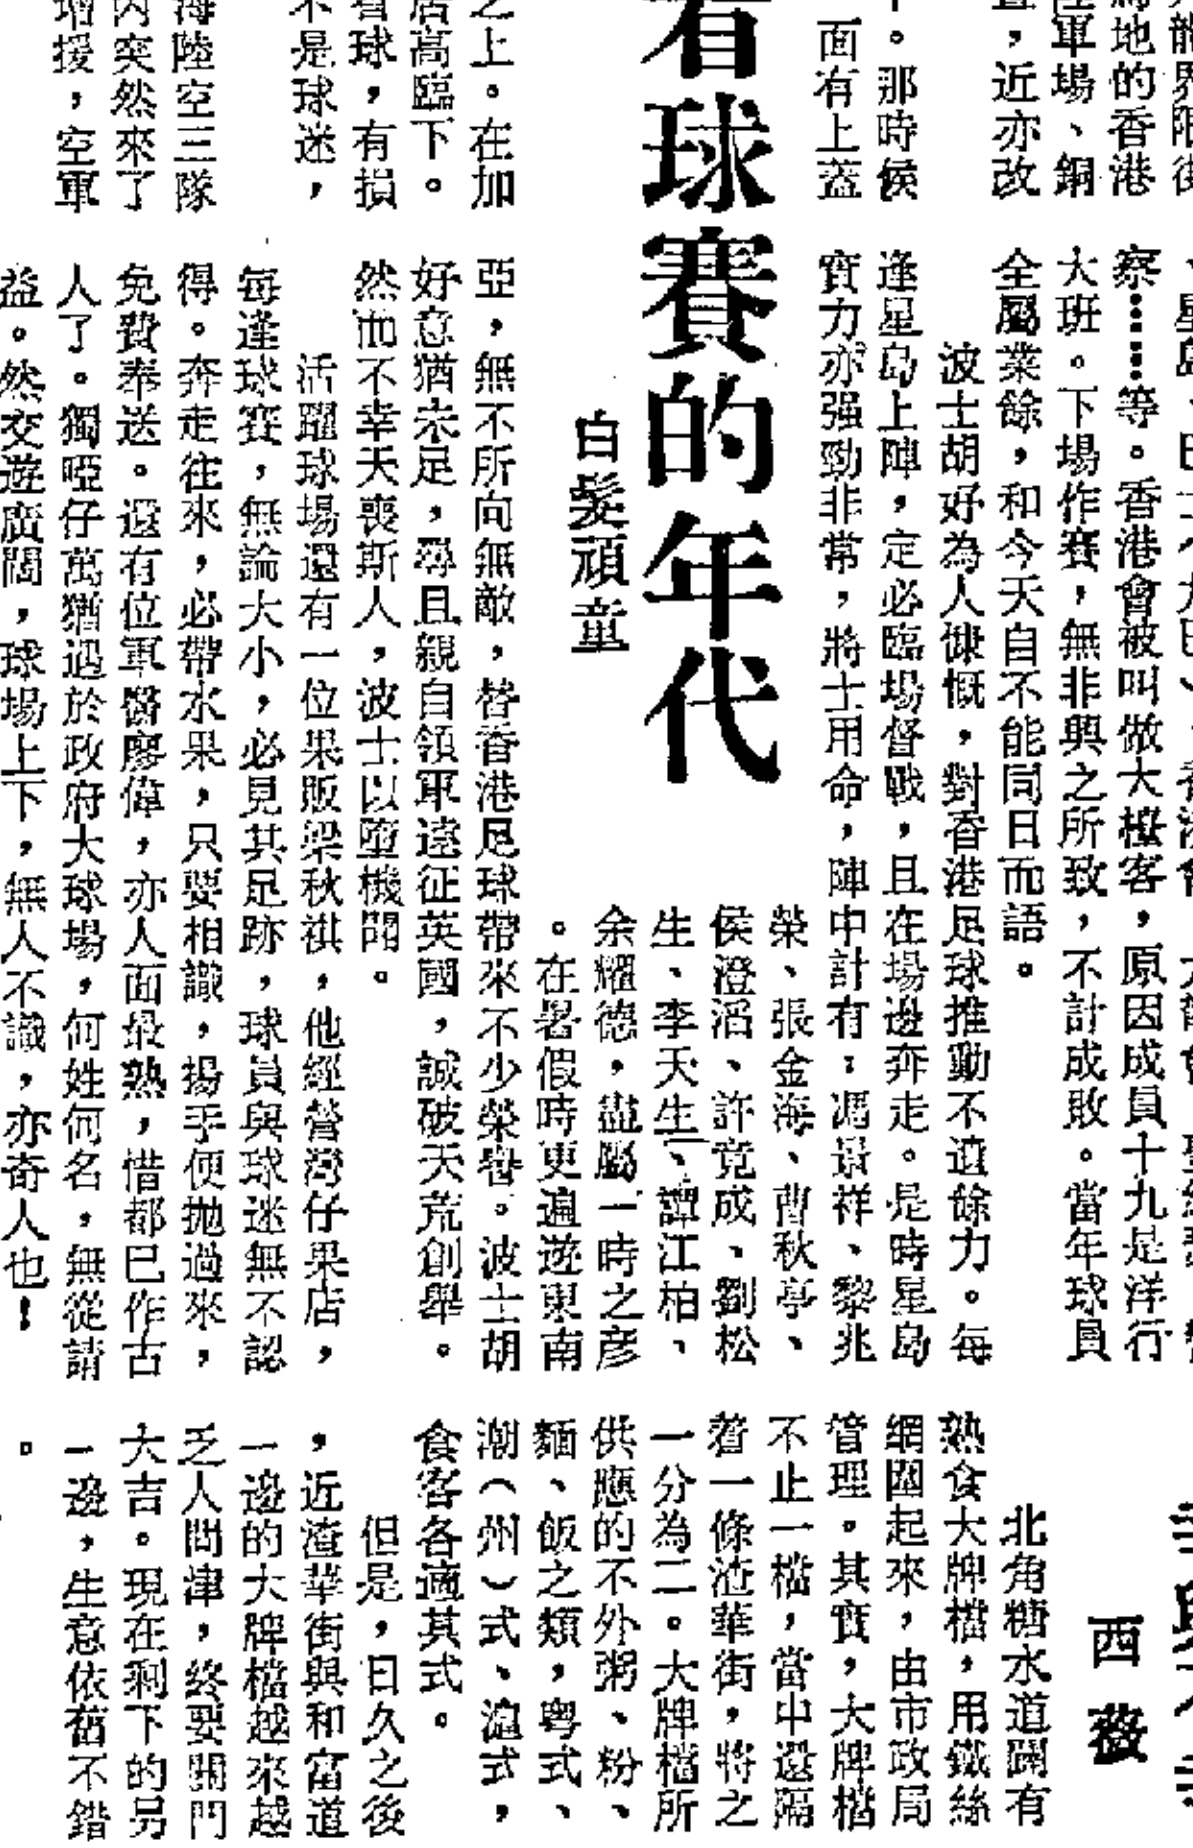 龍界限街
馬地的香港
軍場、銅
,近亦改
。那時侯
面有上蓋
看球賽的年代
白髮頑童
之上。在加
居高臨下。
看球,有損
不是球迷,
海陸空三隊
內突然來了
增援,空軍
察……等。香港會被叫做大樓客,原因成員十九是洋行
大班。下場作賽,無非興之所致,不計成敗。當年球員
全屬業餘,和今天自不能同日而語。
波士胡好為人慷慨,對香港足球推動不遺餘力。每
逢星島上陣,定必臨場督戰,且在場邊奔走。是時星島
實力亦强勁非常,將士用命,陣中計有:馮景祥、黎兆
榮、張金海、曹秋亭、
侯澄滔、許竟成、劉松
生、李天生、譚江柏、
余耀德,盡屬一時之彥
。在暑假時更遍遊東南
亞,無不所向無敵,替香港足球帶來不少榮譽。波士胡
好意猶未足,尋且親自領軍遠征英國,誠破天荒創舉。
然而不幸天喪斯人,波士以墮機聞。
活躍球場還有一位果販梁秋祺,他經營灣仔果店,
每逢球賽,無論大小,必見其足跡,球員與球迷無不認
得。奔走往來,必帶水果,只要相識,揚手便拋過來,
免費奉送。還有位軍醫廖偉,亦人面最熟,惜都已作古
人了。獨啞仔萬猶遇於政府大球場,何姓何名,無從請
益。然交遊廣闊,球場上下,無人不識,亦奇人也!
西薇
北角糖水道闢有
熟食大牌檔,用鐵絲
網圍起來,由市政局
管理。其實,大牌檔
不止一檔,當中還隔
着一條渣華街,將之
一分為二。大牌檔所
供應的不外粥、粉、
麵、飯之類,粵式、
潮(州)式、滬式,
食客各適其式。
但是,日久之後
,近渣華街與和富道
一邊的大牌檔越來越
乏人問津,終要關門
大吉。現在剩下的另
一邊,生意依舊不錯
。